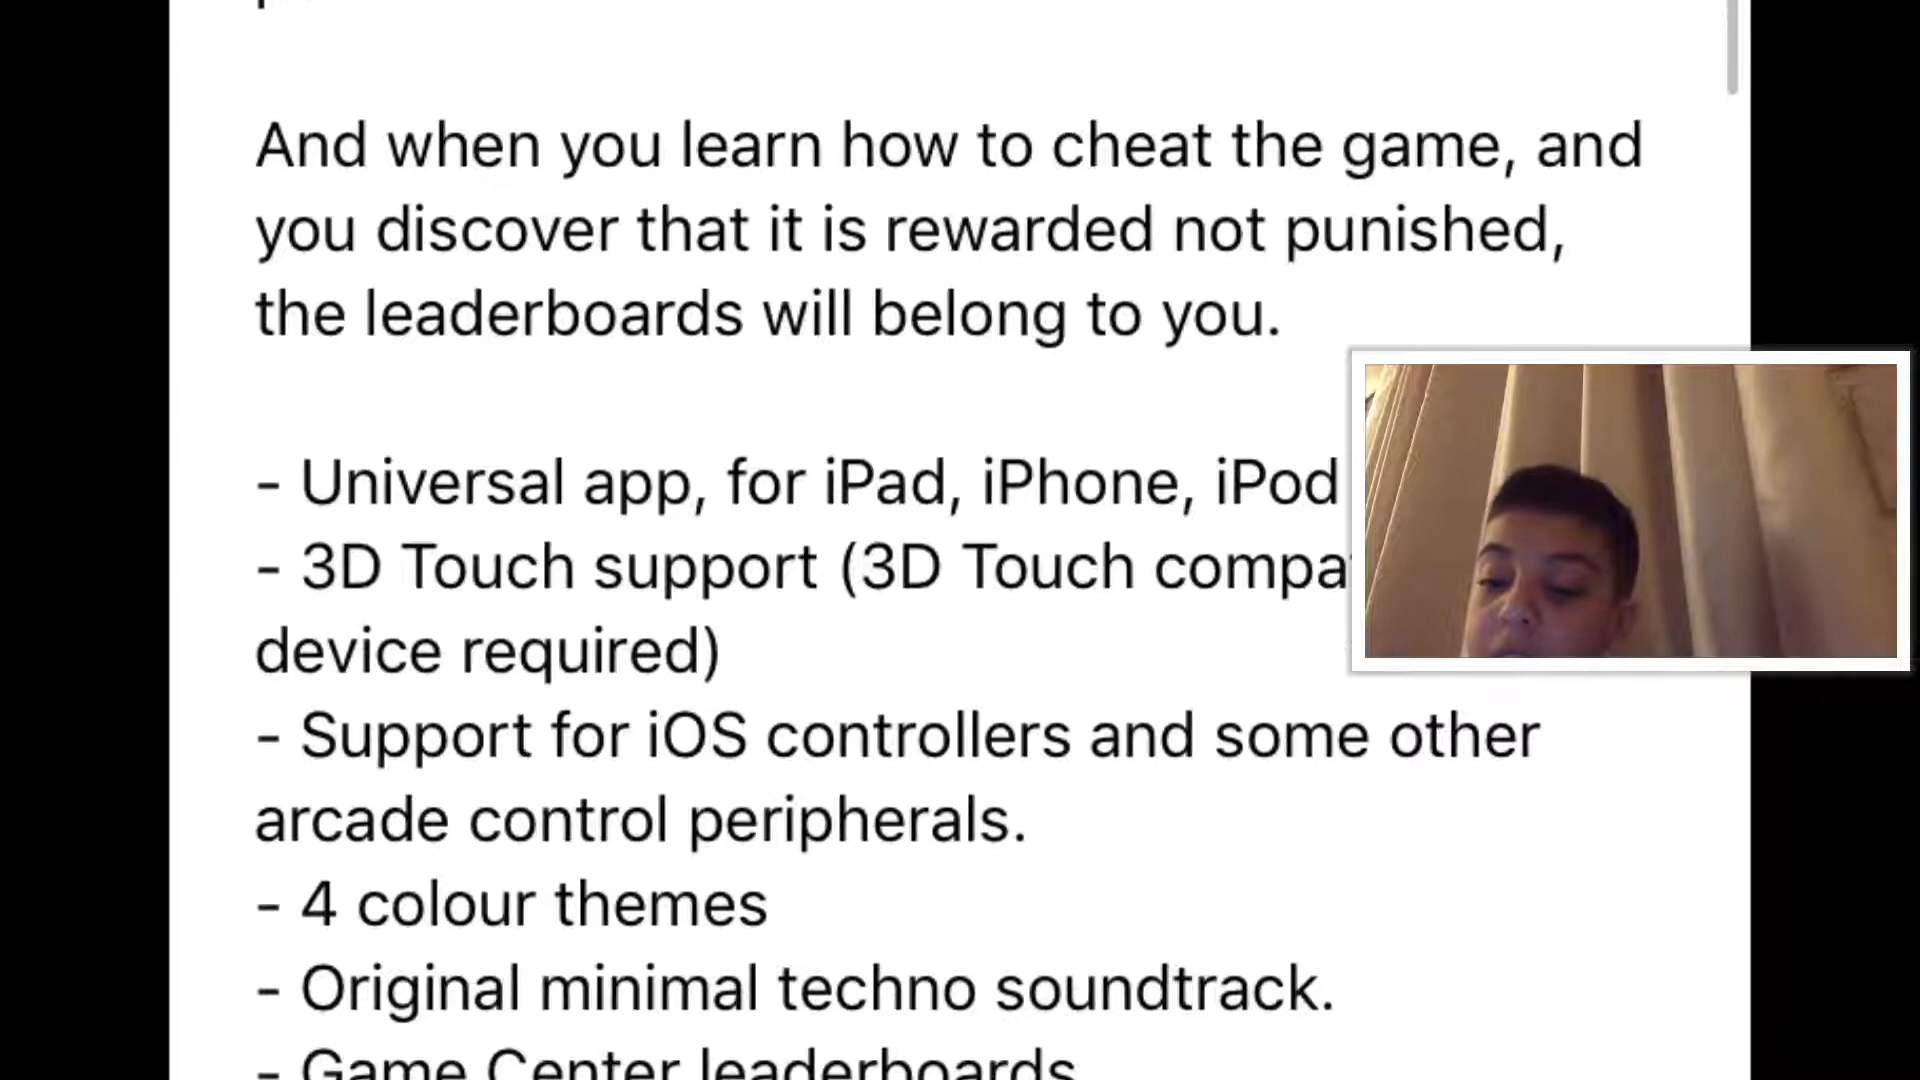 And when you learn how to cheat the game, and
you discover that it is rewarded not punished,
the leaderboards will belong to you.
- Universal app, for iPad, iPhone, iPod
- 3D Touch support (3D Touch
device required)
- Support for iOS controllers and some other
arcade control peripherals.
- 4 colour themes
- Original minimal techno soundtrack.
- Game Center leaderboards